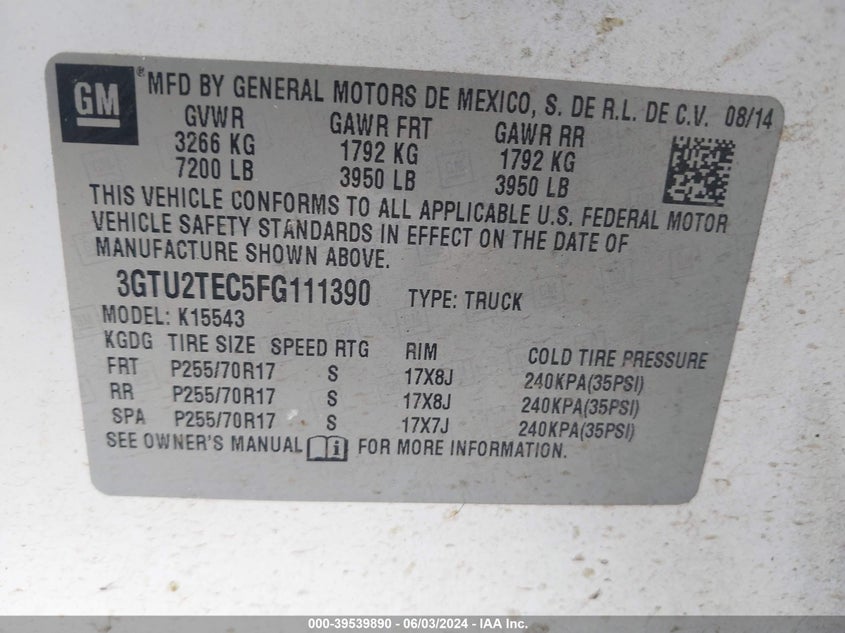 GM ® MFD BY GENERAL MOTORS DE MEXICO, S. DE R.L. DE C.V. 08/14
GVWR GAWR FRT GAWR RR
3266 KG 1792 KG 1792 KG
7200 LB 3950 LB 3950 LB
THIS VEHICLE CONFORMS TO ALL APPLICABLE U.S. FEDERAL MOTOR
VEHICLE SAFETY STANDARDS IN EFFECT ON THE DATE OF
MANUFACTURE SHOWN ABOVE.
3GTU2TEC5FG111390 TYPE: TRUCK
MODEL: K15543
KGDG TIRE SIZE SPEED RTG RIM COLD TIRE PRESSURE
FRT P255/70R17 S 17X8J 240KPA(35PSI)
RR P255/70R17 S 17X8J 240KPA(35PSI)
SPA P255/70R17 S 17X7J 240KPA(35PSI)
SEE OWNER'S MANUAL i FOR MORE INFORMATION.
000-39539890 - 06/03/2024 - IAA Inc.